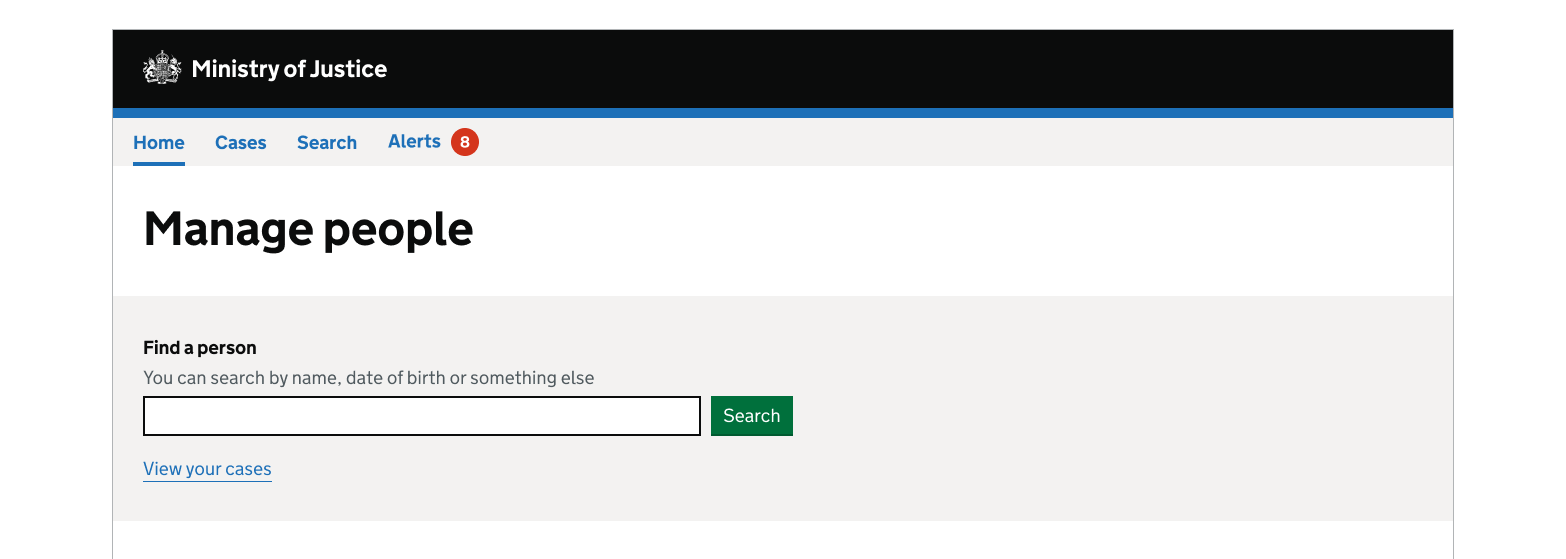 Ministry of Justice
Home Cases Search Alerts 8
Manage people
Find a person
You can search by name, date of birth or something else
Search
View your cases